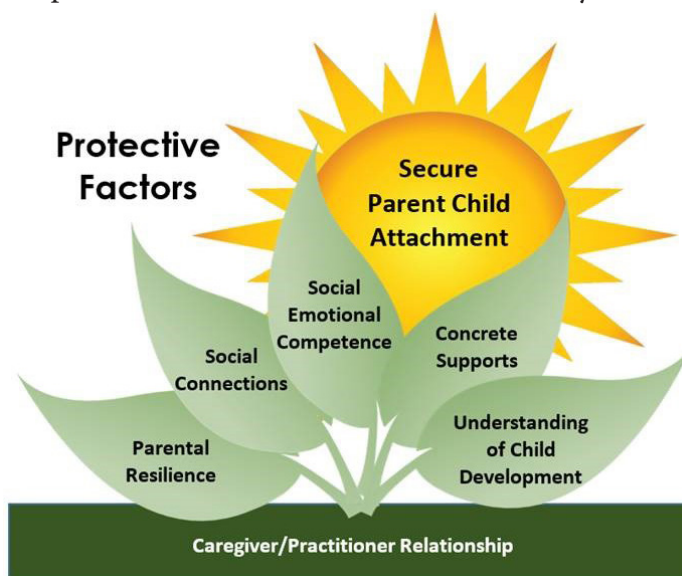 Protective
Factors
Secure
Parent Child
Attachment
Social
Emotional
Competence
Concrete
Supports
Social
Connections
Understanding
of Child
Development
Parental
Resilience
Caregiver/Practitioner Relationship